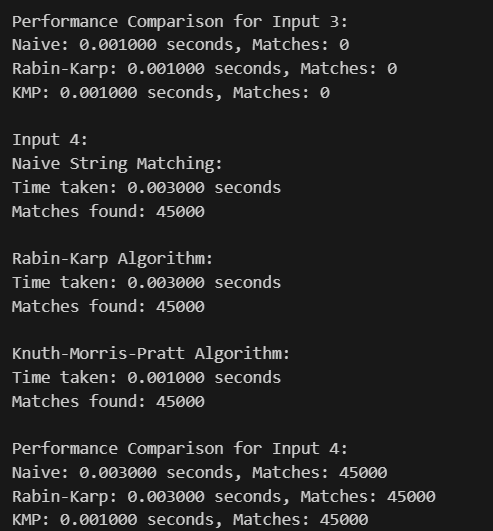 Performance Comparison for Input 3:
Naive: 0.001000 seconds, Matches: 0
Rabin-Karp: 0.001000 seconds, Matches: 0
KMP: 0.001000 seconds, Matches: 0

Input 4:
Naive String Matching:
Time taken: 0.003000 seconds
Matches found: 45000

Rabin-Karp Algorithm:
Time taken: 0.003000 seconds
Matches found: 45000

Knuth-Morris-Pratt Algorithm:
Time taken: 0.001000 seconds
Matches found: 45000

Performance Comparison for Input 4:
Naive: 0.003000 seconds, Matches: 45000
Rabin-Karp: 0.003000 seconds, Matches: 45000
KMP: 0.001000 seconds, Matches: 45000